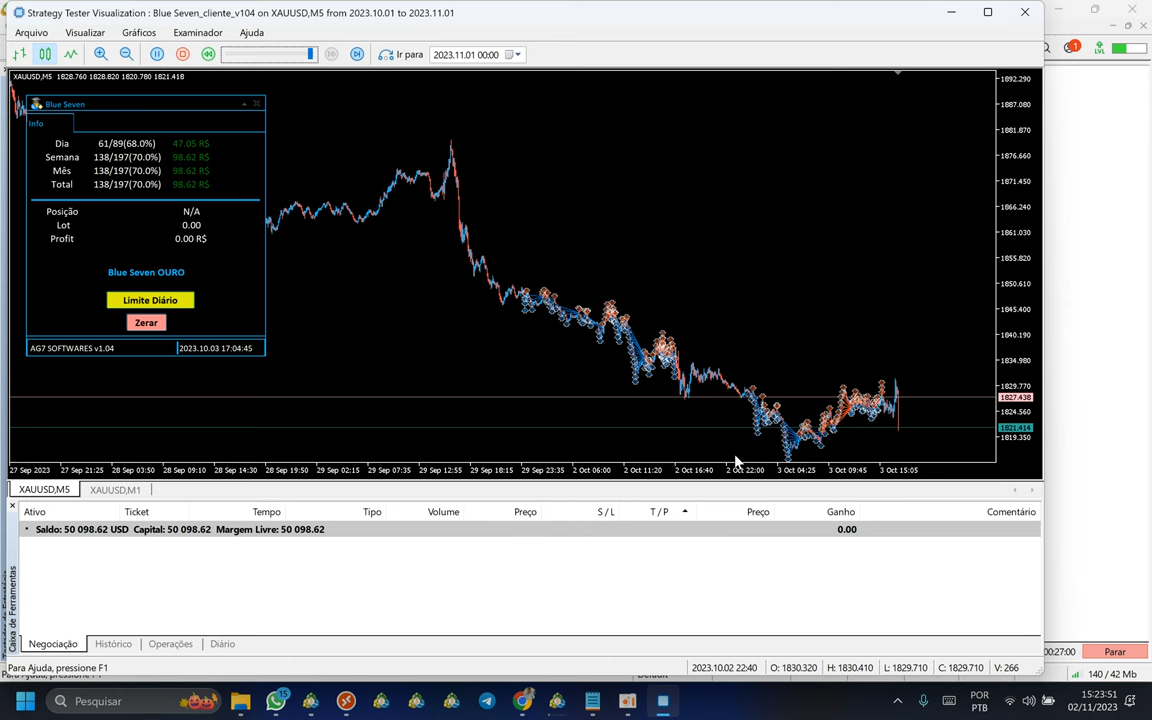 Strategy Tester Visualization : Blue Seven_cliente_v104 on XAUUSD,M5 from 2023.10.01 to 2023.11.01
Arquivo Visualizar Gráficos Examinador Ajuda
Ir para 2023.11.01 00:00
1
LVL
XAUUSD,M5 1828.760 1828.820 1820.780 1821.418
Blue Seven
Info
Dia 61/89(68.0%) 47.05 R$
Semana 138/197(70.0%) 98.62 R$
Mês 138/197(70.0%) 98.62 R$
Total 138/197(70.0%) 98.62 R$
Posição N/A
Lot 0.00
Profit 0.00 R$
Blue Seven OURO
Limite Diário
Zerar
AG7 SOFTWARES v1.04 2023.10.03 17:04:45
1892.290
1887.080
1881.870
1876.660
1871.450
1866.240
1861.030
1855.820
1850.610
1845.400
1840.190
1834.980
1829.770
1827.438
1824.560
1821.414
1819.350
27 Sep 2023 27 Sep 21:25 28 Sep 03:50 28 Sep 09:10 28 Sep 14:30 28 Sep 19:50 29 Sep 02:15 29 Sep 07:35 29 Sep 12:55 29 Sep 18:15 29 Sep 23:35 2 Oct 06:00 2 Oct 11:20 2 Oct 16:40 2 Oct 22:00 3 Oct 04:25 3 Oct 09:45 3 Oct 15:05
XAUUSD,M5 XAUUSD,M1
Ativo Ticket Tempo Tipo Volume Preço S / L T / P Preço Ganho Comentário
Saldo: 50 098.62 USD Capital: 50 098.62 Margem Livre: 50 098.62 0.00
Caixa de Ferramentas
Negociação Histórico Operações Diário
00:27:00 Parar
Para Ajuda, pressione F1 2023.10.02 22:40 O: 1830.320 H: 1830.410 L: 1829.710 C: 1829.710 V: 266
Para Ajuda, pressione F1 Default 140 / 42 Mb
Pesquisar 15 POR PTB 15:23:51 02/11/2023